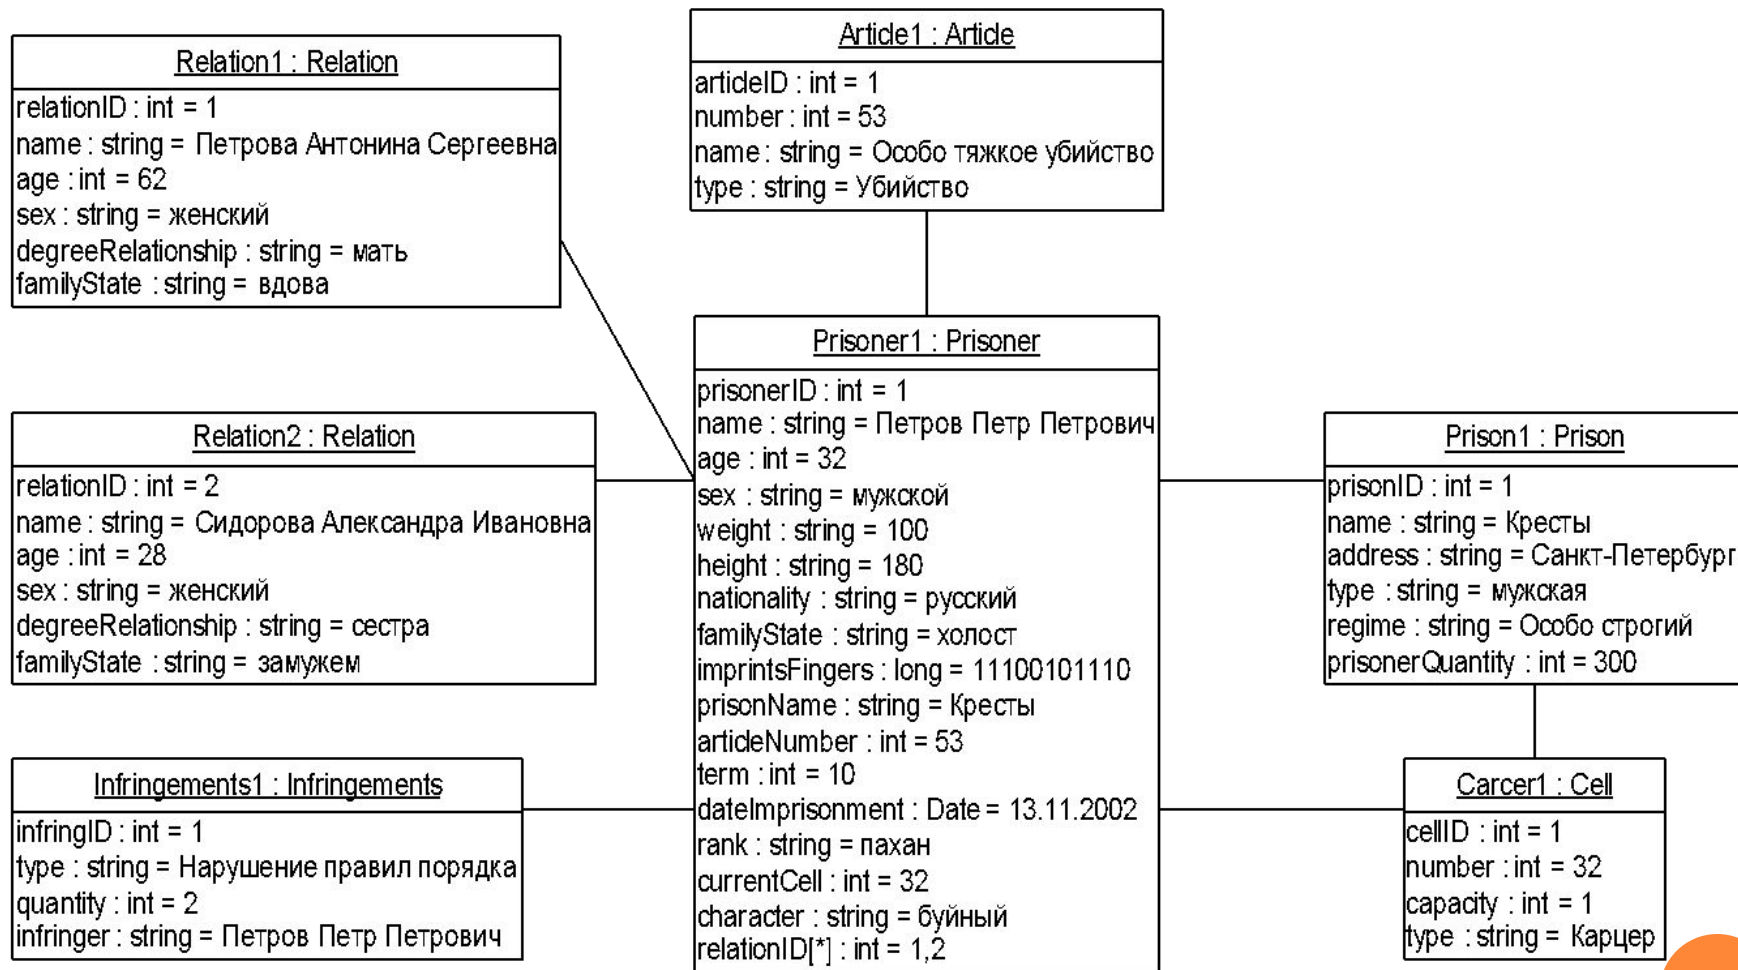 Relation1 : Relation
relationID : int = 1
name : string = Петрова Антонина Сергеевна
age : int = 62
sex : string = женский
degreeRelationship : string = мать
familyState : string = вдова
Article1 : Article
articleID : int = 1
number : int = 53
name : string = Особо тяжкое убийство
type : string = Убийство
Relation2 : Relation
relationID : int = 2
name : string = Сидорова Александра Ивановна
age : int = 28
sex : string = женский
degreeRelationship : string = сестра
familyState : string = замужем
Prisoner1 : Prisoner
prisonerID : int = 1
name : string = Петров Петр Петрович
age : int = 32
sex : string = мужской
weight : string = 100
height : string = 180
nationality : string = русский
familyState : string = холост
imprintsFingers : long = 11100101110
prisonName : string = Кресты
articleNumber : int = 53
term : int = 10
dateImprisonment : Date = 13.11.2002
rank : string = пахан
currentCell : int = 32
character : string = буйный
relationID[*] : int = 1,2
Prison1 : Prison
prisonID : int = 1
name : string = Кресты
address : string = Санкт-Петербург
type : string = мужская
regime : string = Особо строгий
prisonerQuantity : int = 300
Infringements1 : Infringements
infringID : int = 1
type : string = Нарушение правил порядка
quantity : int = 2
infringer : string = Петров Петр Петрович
Carcer1 : Cell
cellID : int = 1
number : int = 32
capacity : int = 1
type : string = Карцер